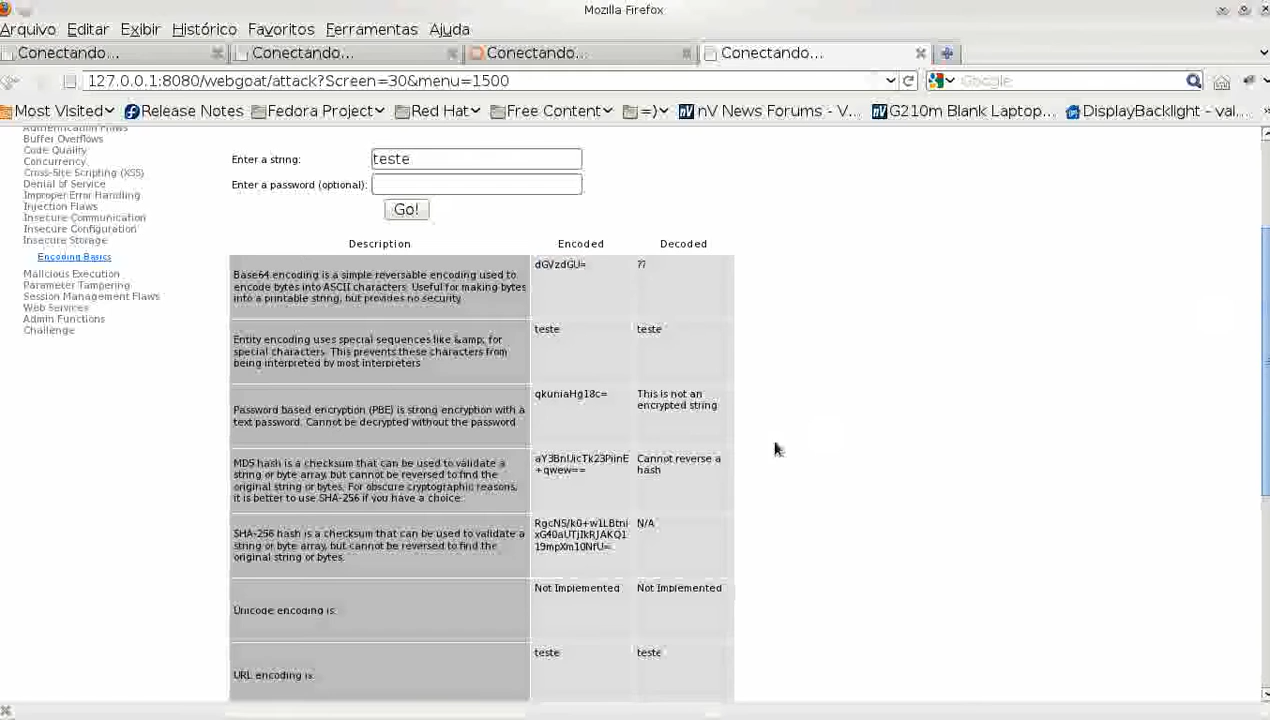 Mozilla Firefox
Arquivo Editar Exibir Histórico Favoritos Ferramentas Ajuda
Conectando... Conectando... Conectando... Conectando...
127.0.0.1:8080/webgoat/attack?Screen=30&menu=1500 Google
Most Visited Release Notes Fedora Project Red Hat Free Content =) nV News Forums - V... G210m Blank Laptop... DisplayBacklight - val...
Authentication Flaws
Buffer Overflows
Code Quality
Concurrency
Cross-Site Scripting (XSS)
Denial of Service
Improper Error Handling
Injection Flaws
Insecure Communication
Insecure Configuration
Insecure Storage
Encoding Basics
Malicious Execution
Parameter Tampering
Session Management Flaws
Web Services
Admin Functions
Challenge
Enter a string: teste
Enter a password (optional):
Go!
Description Encoded Decoded
Base64 encoding is a simple reversable encoding used to
encode bytes into ASCII characters. Useful for making bytes
into a printable string, but provides no security.
dGVzdGU= ??
Entity encoding uses special sequences like &amp; for
special characters. This prevents these characters from
being interpreted by most interpreters.
teste teste
Password based encryption (PBE) is strong encryption with a
text password. Cannot be decrypted without the password
qkuniaHg18c= This is not an
encrypted string
MD5 hash is a checksum that can be used to validate a
string or byte array, but cannot be reversed to find the
original string or bytes. For obscure cryptographic reasons,
it is better to use SHA-256 if you have a choice.
Cannot reverse a
+qwew== hash
SHA-256 hash is a checksum that can be used to validate a
string or byte array, but cannot be reversed to find the
original string or bytes.
N/A
Unicode encoding is.
Not Implemented Not Implemented
URL encoding is.
teste teste